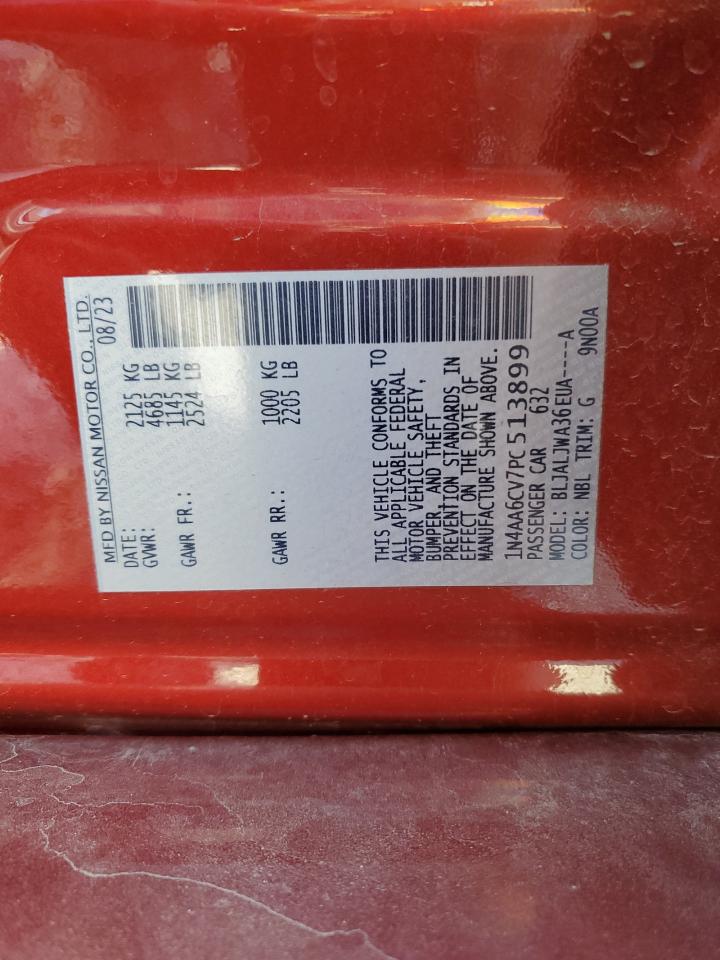 MFD BY NISSAN MOTOR CO., LTD.
DATE: 08/23
GVWR: 2125 KG
4685 LB
GAWR FR.: 1145 KG
2524 LB
GAWR RR.: 1000 KG
2205 LB
THIS VEHICLE CONFORMS TO
ALL APPLICABLE FEDERAL
MOTOR VEHICLE SAFETY,
BUMPER, AND THEFT
PREVENTION STANDARDS IN
EFFECT ON THE DATE OF
MANUFACTURE SHOWN ABOVE.
1N4AA6CV7PC513899
PASSENGER CAR 632
MODEL: BLJALJWA36EUA----A
COLOR: NBL TRIM: G 9N00A